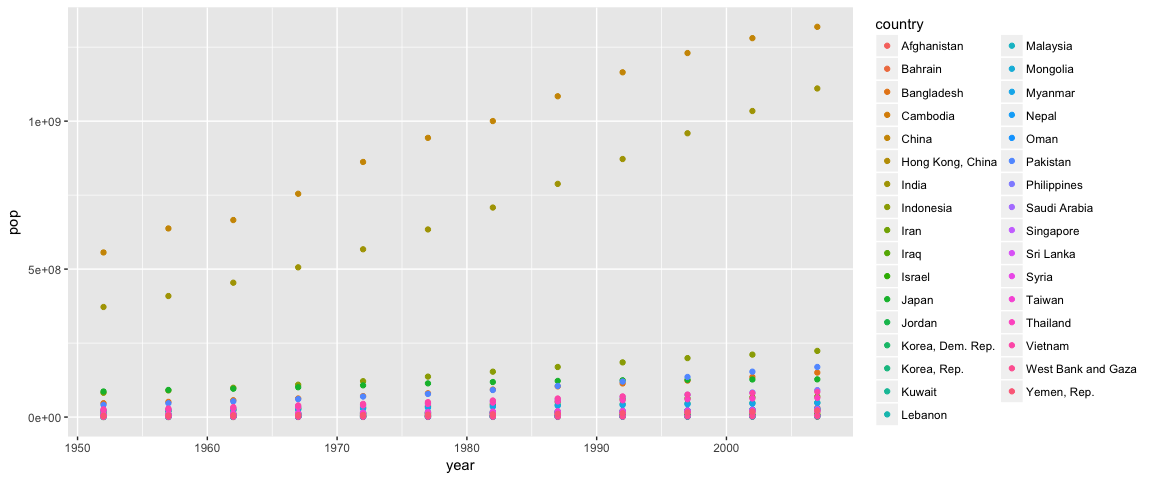 pop
1e+09
5e+08
0e+00
1950 1960 1970 1980 1990 2000
year
country
Afghanistan
Bahrain
Bangladesh
Cambodia
China
Hong Kong, China
India
Indonesia
Iran
Iraq
Israel
Japan
Jordan
Korea, Dem. Rep.
Korea, Rep.
Kuwait
Lebanon
Malaysia
Mongolia
Myanmar
Nepal
Oman
Pakistan
Philippines
Saudi Arabia
Singapore
Sri Lanka
Syria
Taiwan
Thailand
Vietnam
West Bank and Gaza
Yemen, Rep.